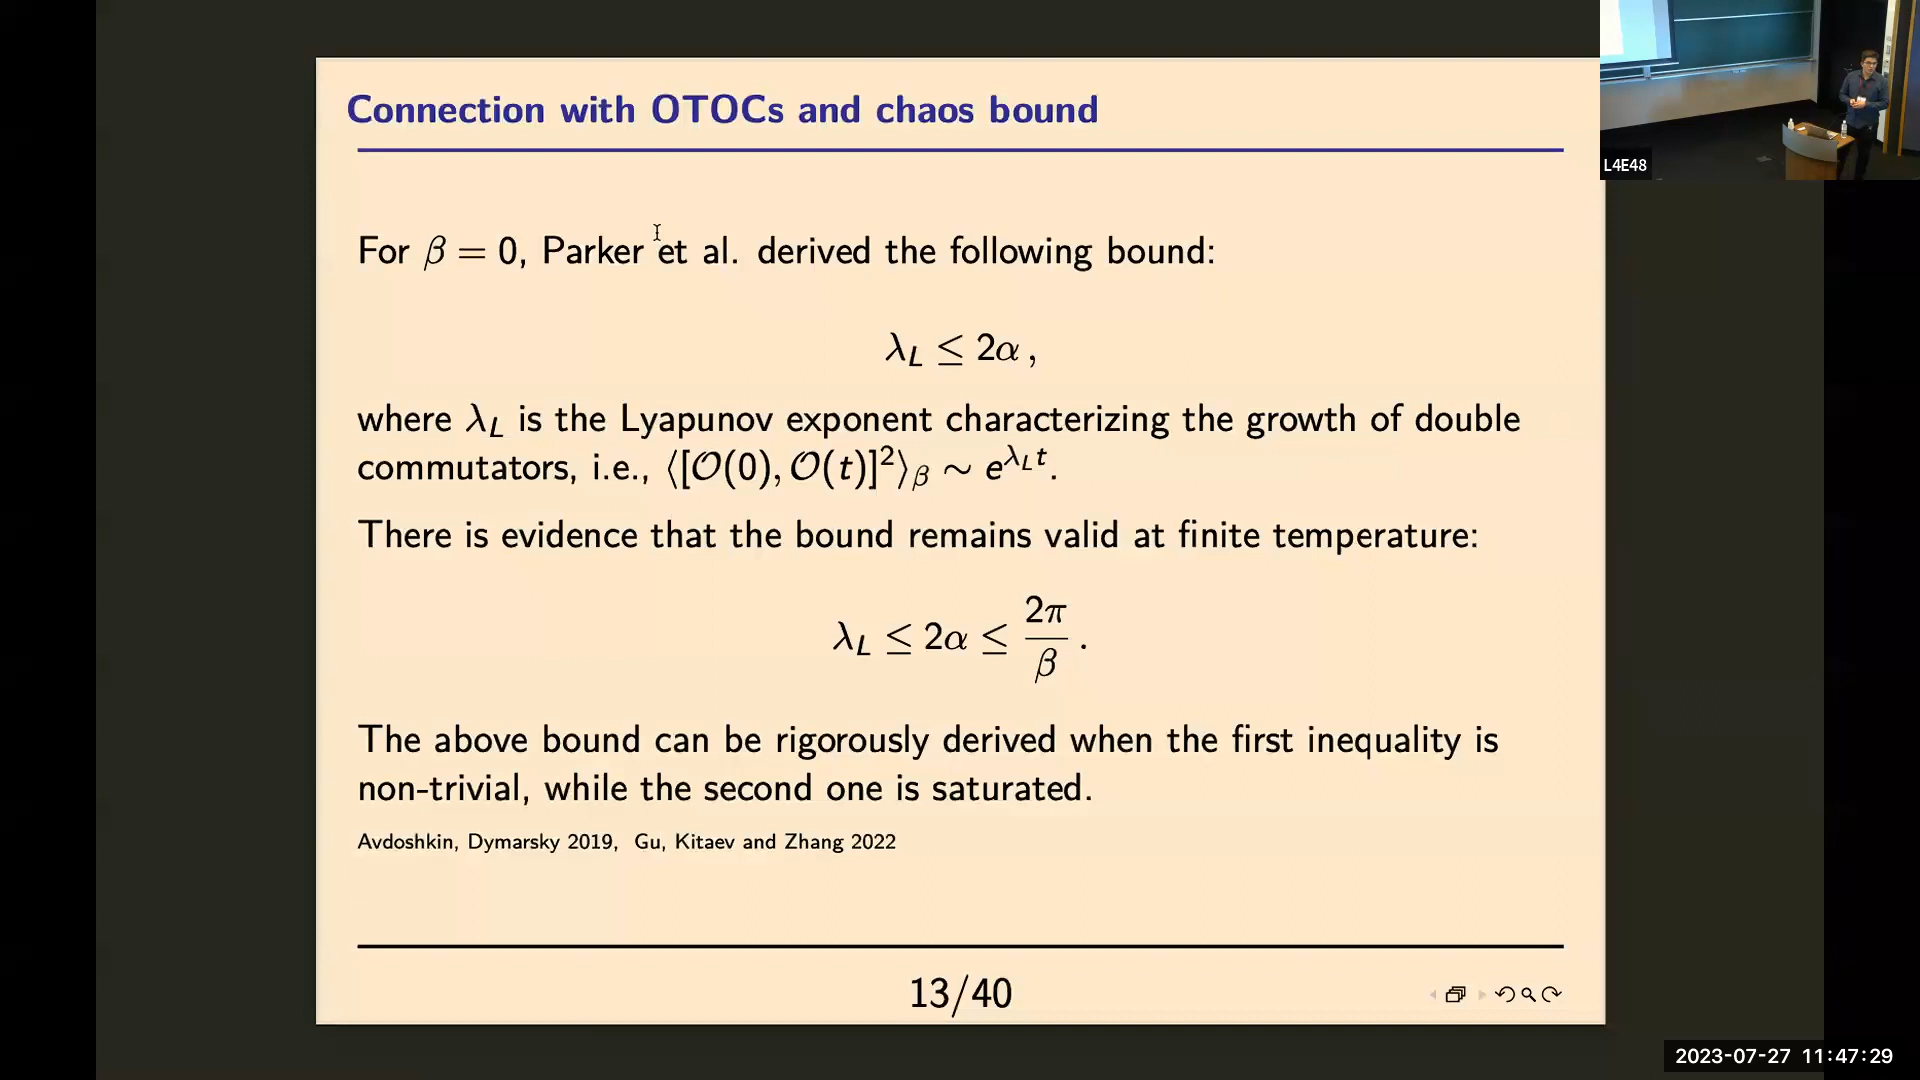 Connection with OTOCs and chaos bound
L4E48
For β = 0, Parker et al. derived the following bound:
λ_L ≤ 2α ,
where λ_L is the Lyapunov exponent characterizing the growth of double
commutators, i.e., ⟨[𝒪(0), 𝒪(t)]²⟩_β ∼ e^{λ_L t}.
There is evidence that the bound remains valid at finite temperature:
λ_L ≤ 2α ≤ 2π/β .
The above bound can be rigorously derived when the first inequality is
non-trivial, while the second one is saturated.
Avdoshkin, Dymarsky 2019, Gu, Kitaev and Zhang 2022
13/40
2023-07-27 11:47:29